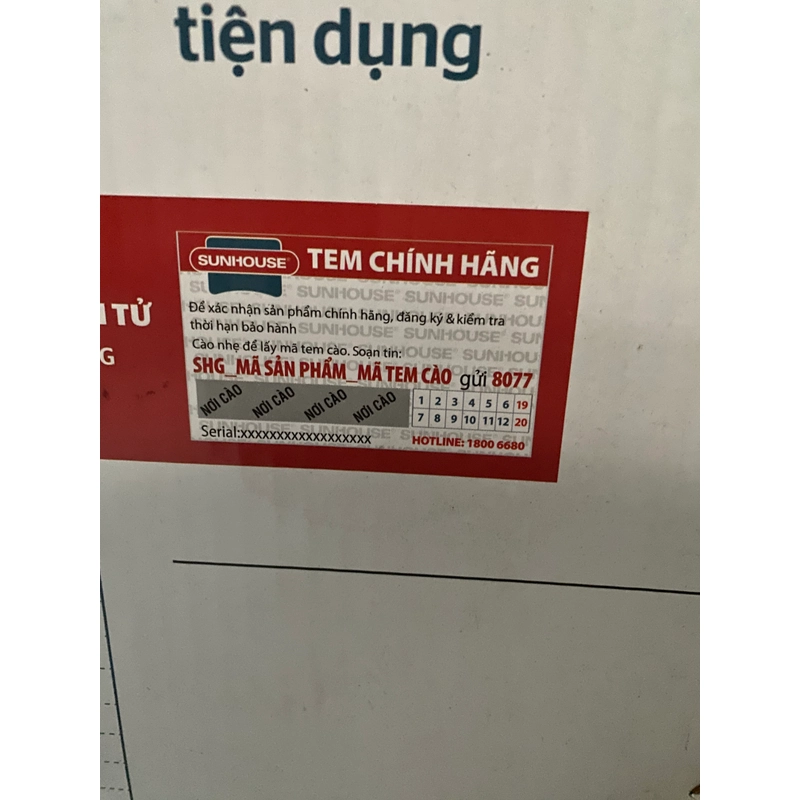 tiện dụng
SUNHOUSE
TEM CHÍNH HÃNG
Để xác nhận sản phẩm chính hãng, đăng ký & kiểm tra
thời hạn bảo hành
Cào nhẹ để lấy mã tem cào. Soạn tin:
SHG_MÃ SẢN PHẨM_MÃ TEM CÀO gửi 8077
NƠI CÀO NƠI CÀO NƠI CÀO NƠI CÀO
1 2 3 4 5 6 19
7 8 9 10 11 12 20
Serial:xxxxxxxxxxxxxxxxxx
HOTLINE: 1800 6680
TỬ
G